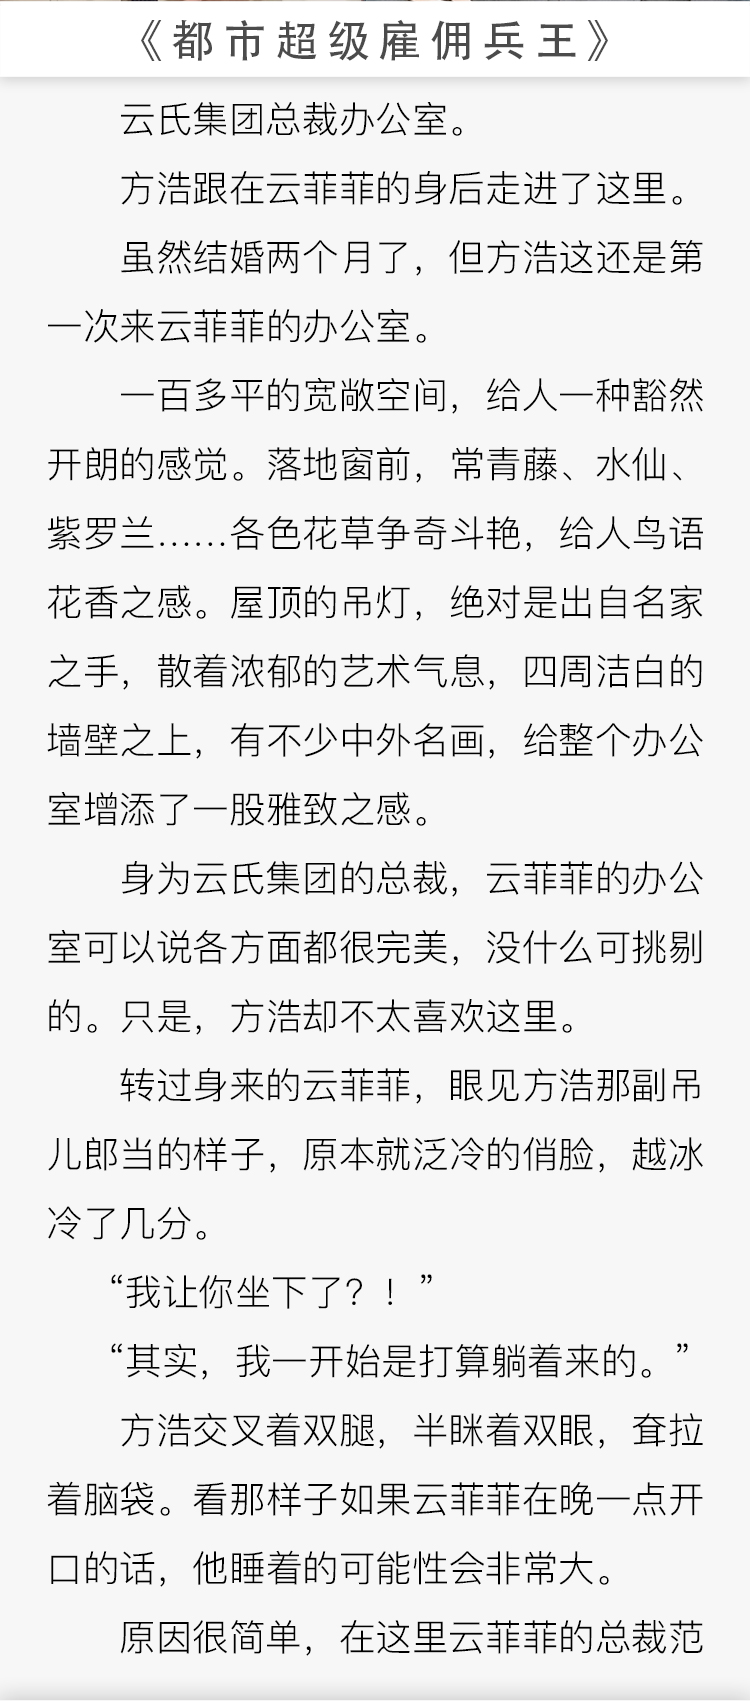 《都市超级雇佣兵王》
云氏集团总裁办公室。
方浩跟在云菲菲的身后走进了这里。
虽然结婚两个月了，但方浩这还是第
一次来云菲菲的办公室。
一百多平的宽敞空间，给人一种豁然
开朗的感觉。落地窗前，常青藤、水仙、
紫罗兰……各色花草争奇斗艳，给人鸟语
花香之感。屋顶的吊灯，绝对是出自名家
之手，散着浓郁的艺术气息，四周洁白的
墙壁之上，有不少中外名画，给整个办公
室增添了一股雅致之感。
身为云氏集团的总裁，云菲菲的办公
室可以说各方面都很完美，没什么可挑剔
的。只是，方浩却不太喜欢这里。
转过身来的云菲菲，眼见方浩那副吊
儿郎当的样子，原本就泛冷的俏脸，越冰
冷了几分。
“我让你坐下了？！”
“其实，我一开始是打算躺着来的。”
方浩交叉着双腿，半眯着双眼，耷拉
着脑袋。看那样子如果云菲菲在晚一点开
口的话，他睡着的可能性会非常大。
原因很简单，在这里云菲菲的总裁范